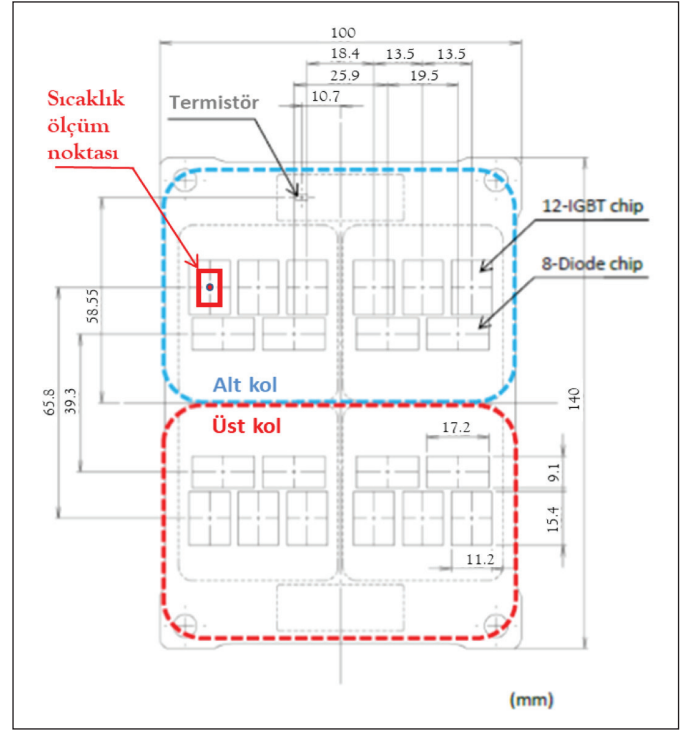 100
18.4 13.5 13.5
25.9 19.5
10.7
Sıcaklık
ölçüm
noktası
Termistör
12-IGBT chip
8-Diode chip
58.55
65.8
39.3
140
Alt kol
Üst kol
17.2
9.1
15.4
11.2
(mm)